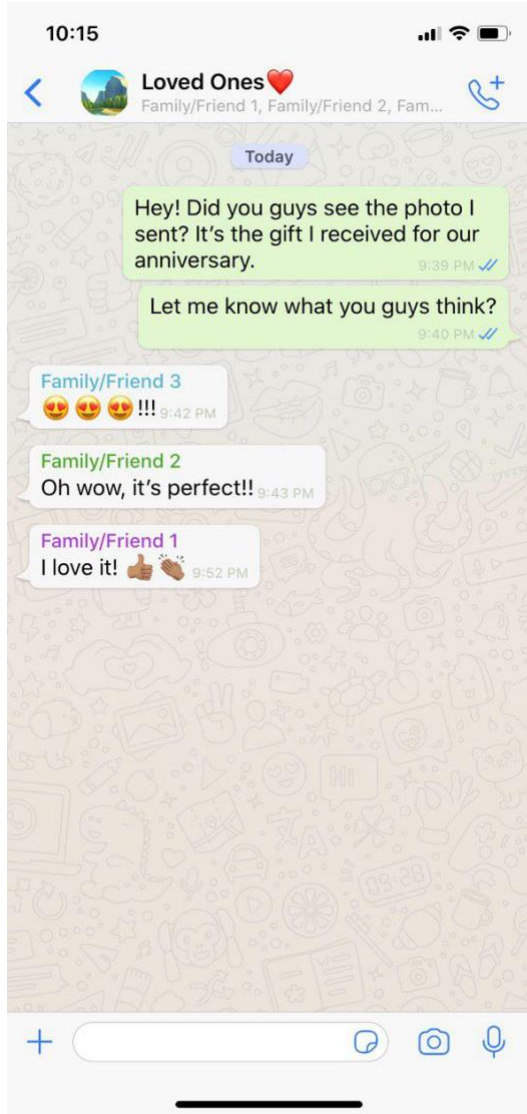 10:15
Loved Ones❤️
Family/Friend 1, Family/Friend 2, Fam...
Today
Hey! Did you guys see the photo I
sent? It’s the gift I received for our
anniversary.
9:39 PM
Let me know what you guys think?
9:40 PM
Family/Friend 3
😍 😍 😍 !!! 9:42 PM
Family/Friend 2
Oh wow, it’s perfect!! 9:43 PM
Family/Friend 1
I love it! 👍🏽 👏🏽 9:52 PM
Hi
09:28